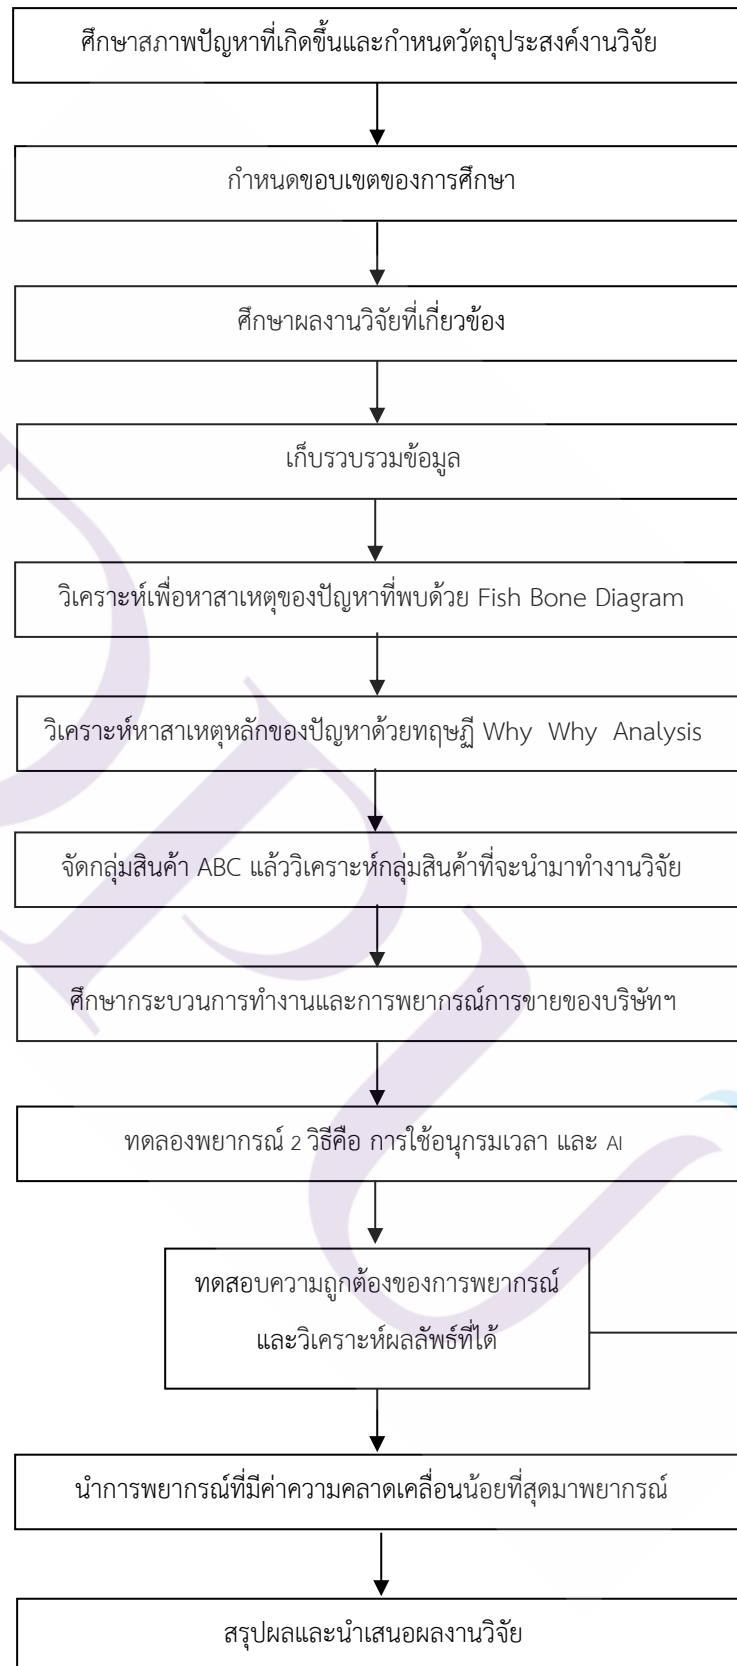 ศึกษาสภาพปัญหาที่เกิดขึ้นและกำหนดวัตถุประสงค์งานวิจัย
กำหนดขอบเขตของการศึกษา
ศึกษาผลงานวิจัยที่เกี่ยวข้อง
เก็บรวบรวมข้อมูล
วิเคราะห์เพื่อหาสาเหตุของปัญหาที่พบด้วย Fish Bone Diagram
วิเคราะห์หาสาเหตุหลักของปัญหาด้วยทฤษฏี Why Why Analysis
จัดกลุ่มสินค้า ABC แล้ววิเคราะห์กลุ่มสินค้าที่จะนำมาทำงานวิจัย
ศึกษากระบวนการทำงานและการพยากรณ์การขายของบริษัทฯ
ทดลองพยากรณ์ 2 วิธีคือ การใช้อนุกรมเวลา และ AI
ทดสอบความถูกต้องของการพยากรณ์
และวิเคราะห์ผลลัพธ์ที่ได้
นำการพยากรณ์ที่มีค่าความคลาดเคลื่อนน้อยที่สุดมาพยากรณ์
สรุปผลและนำเสนอผลงานวิจัย